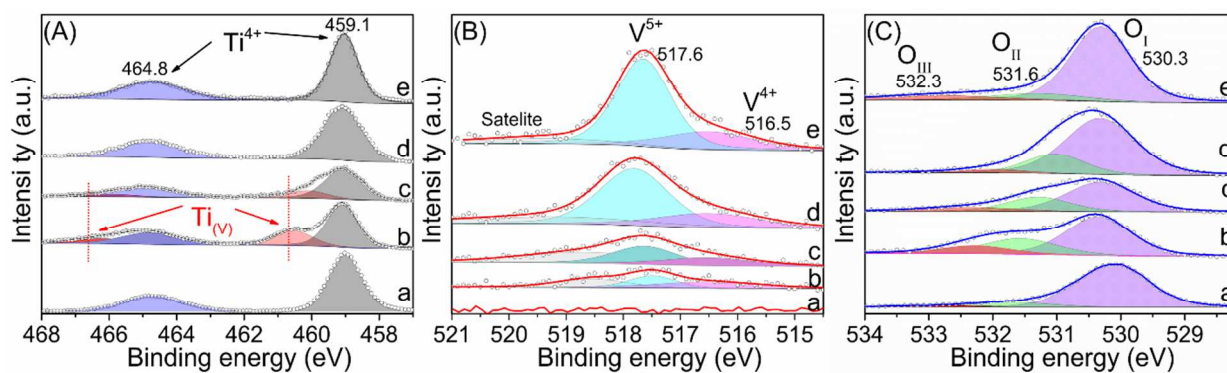 (A)
Ti4+
459.1
464.8
e
d
c
Ti(V)
b
a
468 466 464 462 460 458
Binding energy (eV)
Intensi ty (a.u.)
(B)
V5+
517.6
V4+
516.5
Satelite
e
d
c
b
a
521 520 519 518 517 516 515
Binding energy (eV)
Intensi ty (a.u.)
(C)
OIII
532.3
OII
531.6
OI
530.3
e
d
c
b
a
534 533 532 531 530 529
Binding energy (eV)
Intensi ty (a.u.)